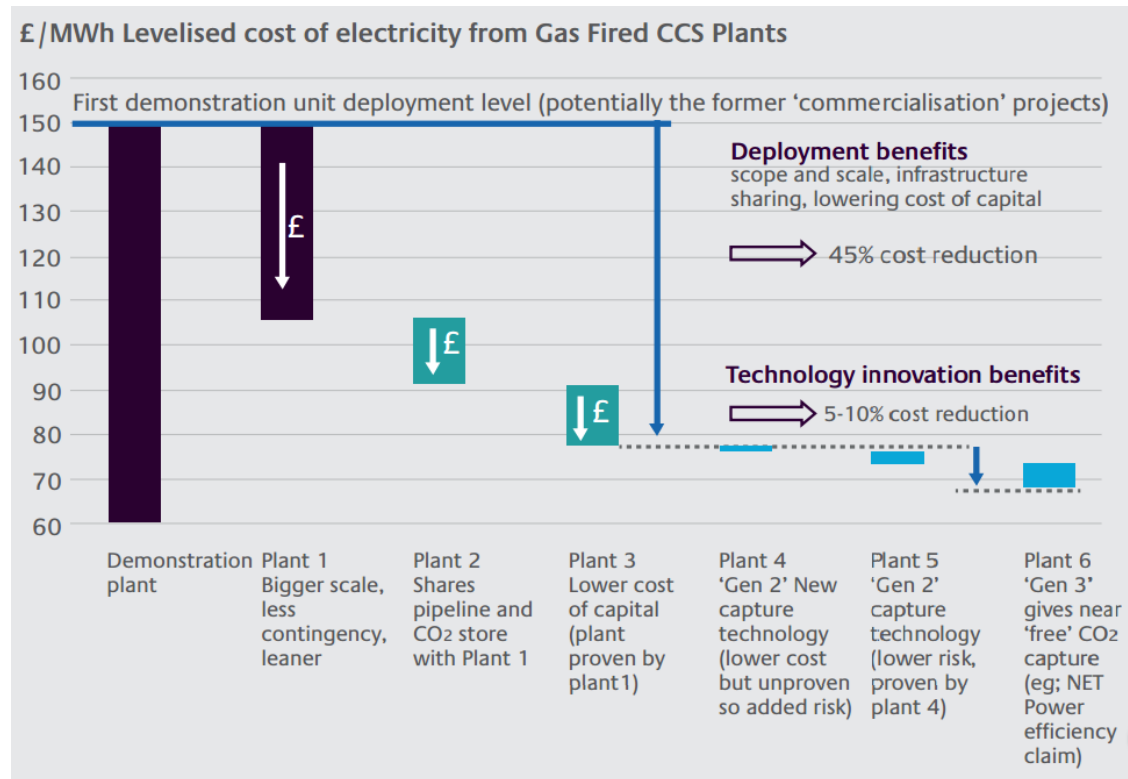 £/MWh Levelised cost of electricity from Gas Fired CCS Plants
160
First demonstration unit deployment level (potentially the former ‘commercialisation’ projects)
150
140
130
120
110
100
90
80
70
60
Deployment benefits
scope and scale, infrastructure
sharing, lowering cost of capital
45% cost reduction
Technology innovation benefits
5-10% cost reduction
£
£
£
Demonstration
plant
Plant 1
Bigger scale,
less
contingency,
leaner
Plant 2
Shares
pipeline and
CO2 store
with Plant 1
Plant 3
Lower cost
of capital
(plant
proven by
plant1)
Plant 4
‘Gen 2’ New
capture
technology
(lower cost
but unproven
so added risk)
Plant 5
‘Gen 2’
capture
technology
(lower risk,
proven by
plant 4)
Plant 6
‘Gen 3’
gives near
‘free’ CO2
capture
(eg; NET
Power
efficiency
claim)